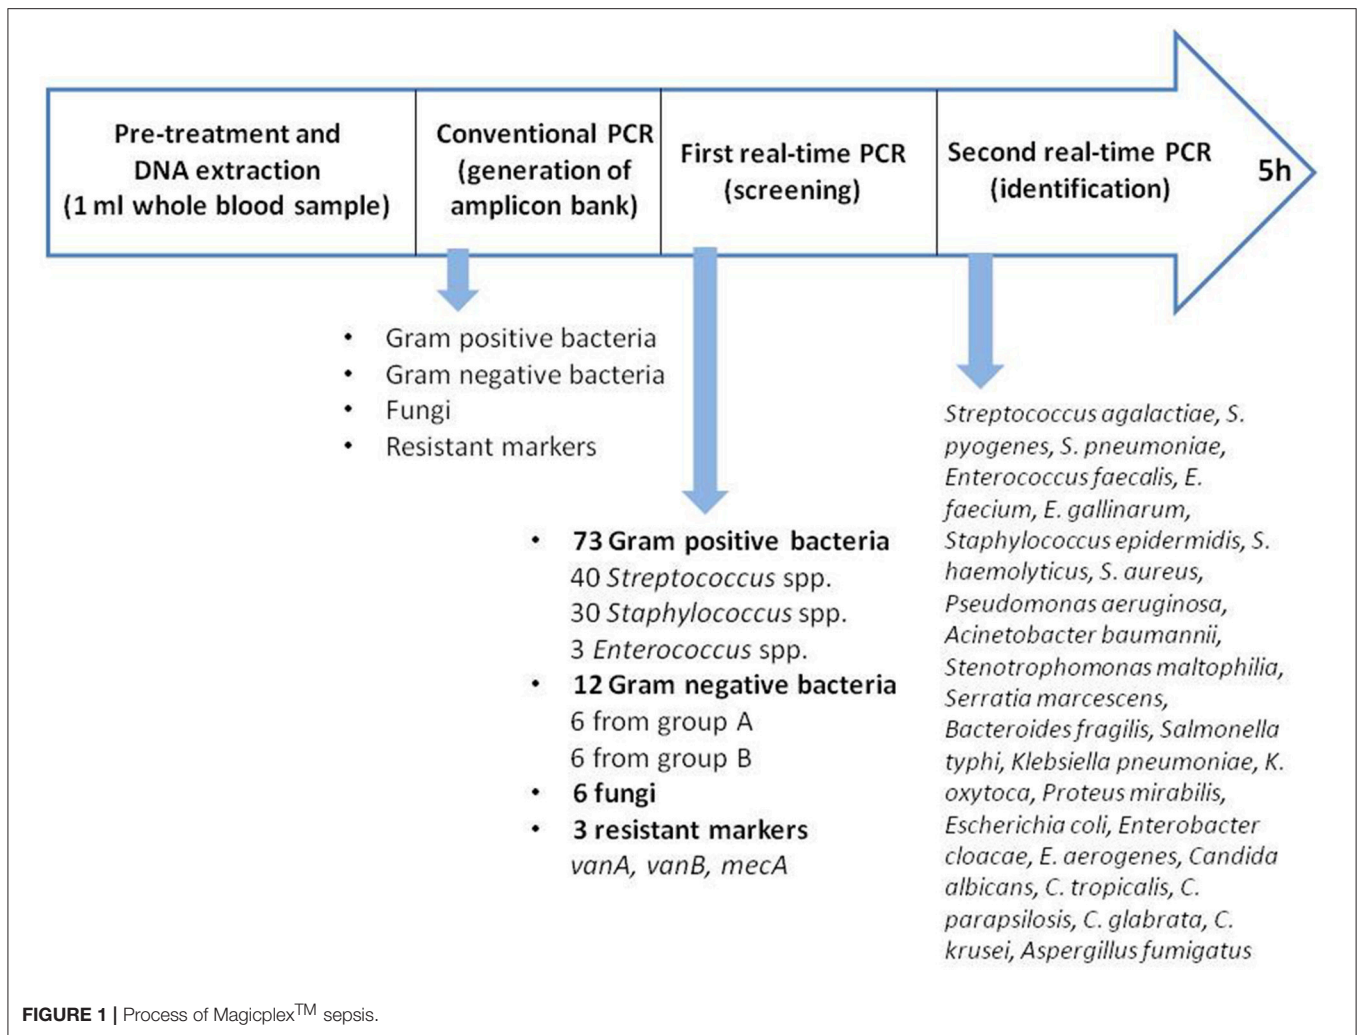 Pre-treatment and
DNA extraction
(1 ml whole blood sample)
Conventional PCR
(generation of
amplicon bank)
First real-time PCR
(screening)
Second real-time PCR
(identification)
5h
• Gram positive bacteria
• Gram negative bacteria
• Fungi
• Resistant markers
• 73 Gram positive bacteria
40 Streptococcus spp.
30 Staphylococcus spp.
3 Enterococcus spp.
• 12 Gram negative bacteria
6 from group A
6 from group B
• 6 fungi
• 3 resistant markers
vanA, vanB, mecA
Streptococcus agalactiae, S.
pyogenes, S. pneumoniae,
Enterococcus faecalis, E.
faecium, E. gallinarum,
Staphylococcus epidermidis, S.
haemolyticus, S. aureus,
Pseudomonas aeruginosa,
Acinetobacter baumannii,
Stenotrophomonas maltophilia,
Serratia marcescens,
Bacteroides fragilis, Salmonella
typhi, Klebsiella pneumoniae, K.
oxytoca, Proteus mirabilis,
Escherichia coli, Enterobacter
cloacae, E. aerogenes, Candida
albicans, C. tropicalis, C.
parapsilosis, C. glabrata, C.
krusei, Aspergillus fumigatus
FIGURE 1 | Process of Magicplex™ sepsis.